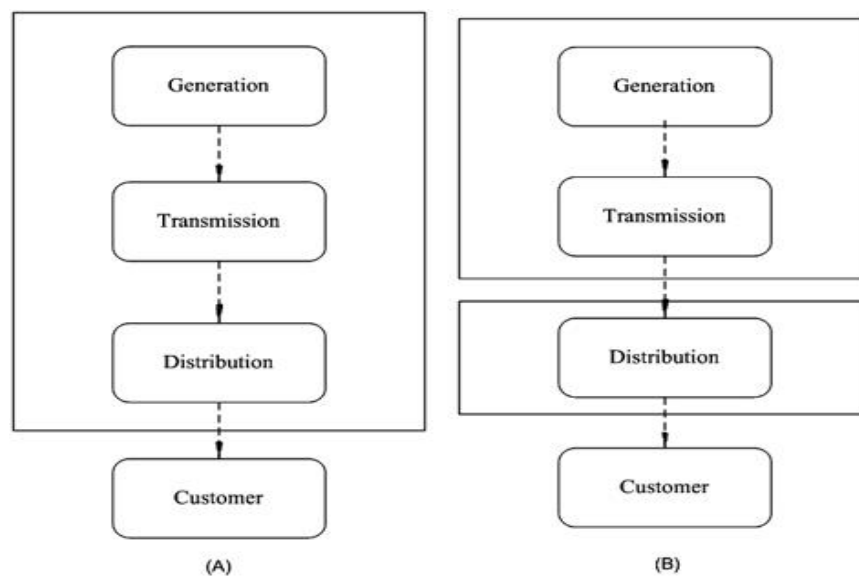 Generation
Transmission
Distribution
Customer
(A)
Generation
Transmission
Distribution
Customer
(B)